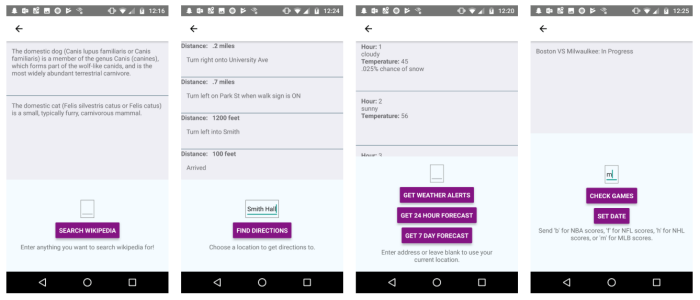 12:16
The domestic dog (Canis lupus familiaris or Canis
familiaris) is a member of the genus Canis (canines),
which forms part of the wolf-like canids, and is the
most widely abundant terrestrial carnivore.
The domestic cat (Felis silvestris catus or Felis catus)
is a small, typically furry, carnivorous mammal.
SEARCH WIKIPEDIA
Enter anything you want to search wikipedia for!
12:24
Distance: .2 miles
Turn right onto University Ave
Distance: .7 miles
Turn left on Park St when walk sign is ON
Distance: 1200 feet
Turn left into Smith
Distance: 100 feet
Arrived
Smith Hall
FIND DIRECTIONS
Choose a location to get directions to.
12:20
Hour: 1
cloudy
Temperature: 45
.025% chance of snow
Hour: 2
sunny
Temperature: 56
Hour: 3
GET WEATHER ALERTS
GET 24 HOUR FORECAST
GET 7 DAY FORECAST
Enter address or leave blank to use your
current location.
12:25
Boston VS Milwaulkee: In Progress
m
CHECK GAMES
SET DATE
Send 'b' for NBA scores, 'f' for NFL scores, 'h' for NHL
scores, or 'm' for MLB scores.